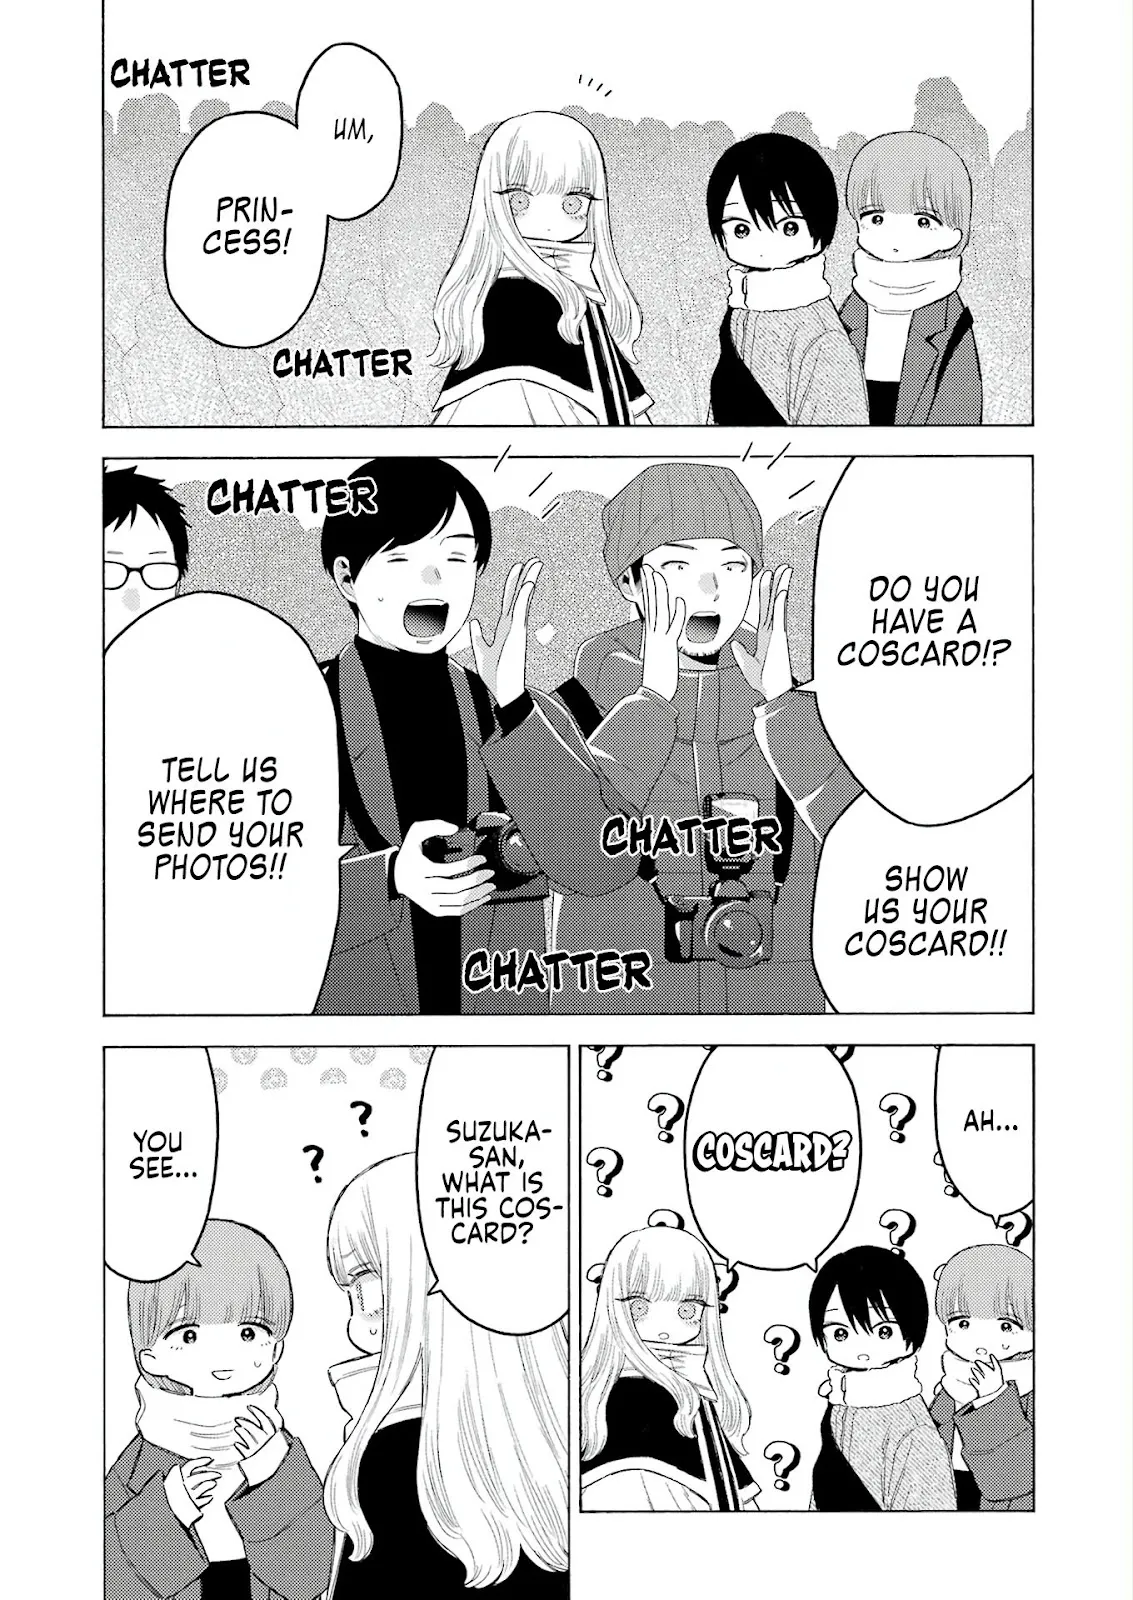 CHATTER
UM,
PRIN-
CESS!
CHATTER
CHATTER
DO YOU
HAVE A
COSCARD!?
TELL US
WHERE TO
SEND YOUR
PHOTOS!!
CHATTER
SHOW
US YOUR
COSCARD!!
CHATTER
AH...
COSCARD?
?
?
?
?
?
?
?
?
?
?
SUZUKA-
SAN,
WHAT IS
THIS COS-
CARD?
?
?
YOU
SEE...